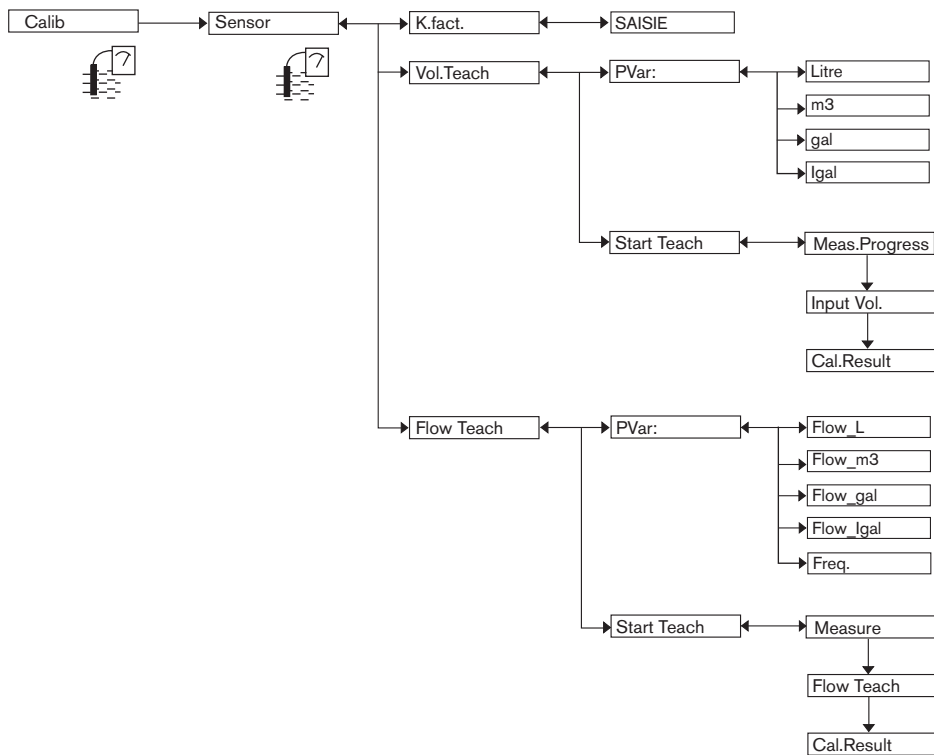 Calib
Sensor
K.fact.
SAISIE
Vol.Teach
PVar:
Litre
m3
gal
Igal
Start Teach
Meas.Progress
Input Vol.
Cal.Result
Flow Teach
PVar:
Flow_L
Flow_m3
Flow_gal
Flow_Igal
Freq.
Start Teach
Measure
Flow Teach
Cal.Result